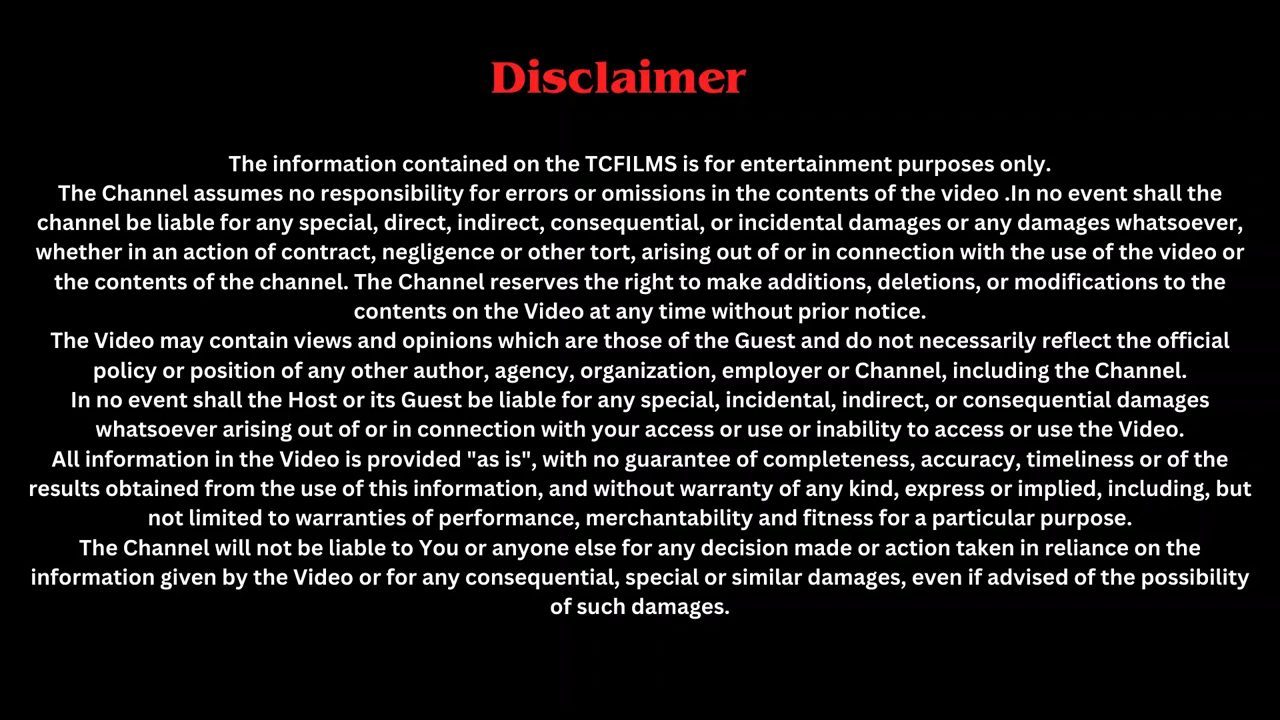 Disclaimer
The information contained on the TCFILMS is for entertainment purposes only.
The Channel assumes no responsibility for errors or omissions in the contents of the video .In no event shall the
channel be liable for any special, direct, indirect, consequential, or incidental damages or any damages whatsoever,
whether in an action of contract, negligence or other tort, arising out of or in connection with the use of the video or
the contents of the channel. The Channel reserves the right to make additions, deletions, or modifications to the
contents on the Video at any time without prior notice.
The Video may contain views and opinions which are those of the Guest and do not necessarily reflect the official
policy or position of any other author, agency, organization, employer or Channel, including the Channel.
In no event shall the Host or its Guest be liable for any special, incidental, indirect, or consequential damages
whatsoever arising out of or in connection with your access or use or inability to access or use the Video.
All information in the Video is provided "as is", with no guarantee of completeness, accuracy, timeliness or of the
results obtained from the use of this information, and without warranty of any kind, express or implied, including, but
not limited to warranties of performance, merchantability and fitness for a particular purpose.
The Channel will not be liable to You or anyone else for any decision made or action taken in reliance on the
information given by the Video or for any consequential, special or similar damages, even if advised of the possibility
of such damages.